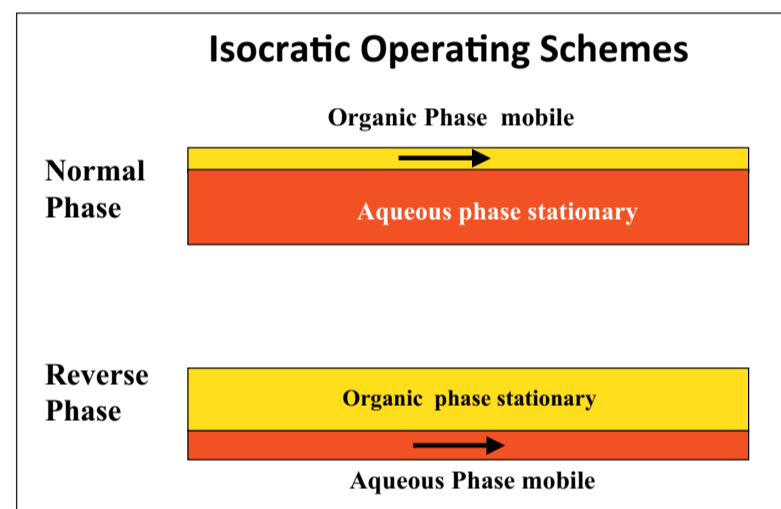 Isocratic Operating Schemes
Organic Phase mobile
Normal
Phase
Aqueous phase stationary
Reverse
Phase
Organic phase stationary
Aqueous Phase mobile